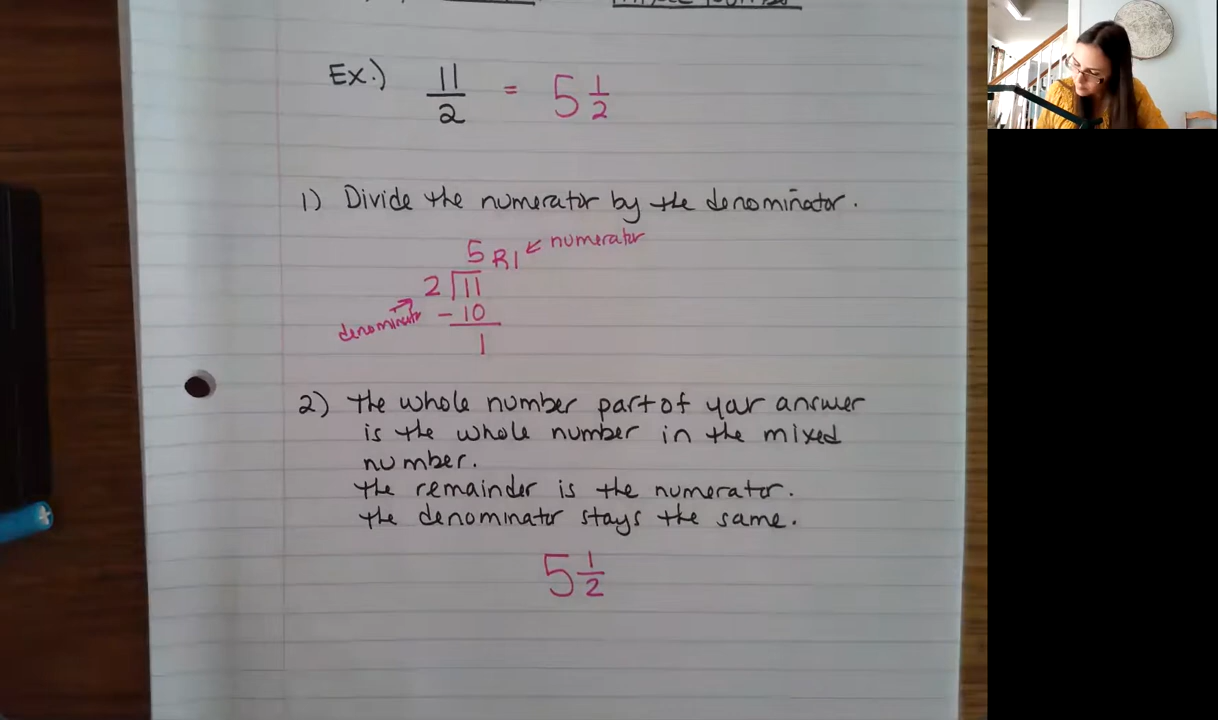 Ex.) 11/2 = 5 1/2
1) Divide the numerator by the denominator.
5 R1 ← numerator
2 11
denominator → - 10
1
2) the whole number part of your answer
is the whole number in the mixed
number.
the remainder is the numerator.
the denominator stays the same.
5 1/2